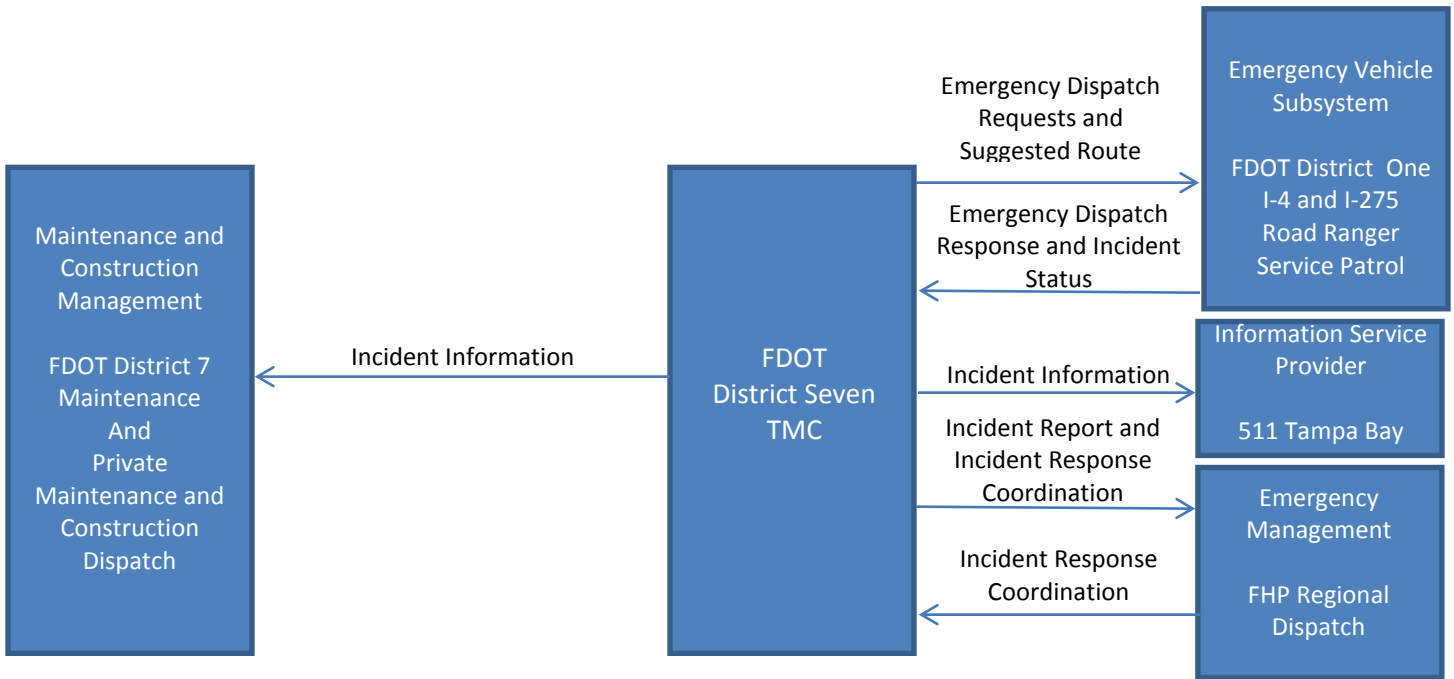 Maintenance and
Construction
Management
FDOT District 7
Maintenance
And
Private
Maintenance and
Construction
Dispatch
Incident Information
FDOT
District Seven
TMC
Emergency Dispatch
Requests and
Suggested Route
Emergency Dispatch
Response and Incident
Status
Incident Information
Incident Report and
Incident Response
Coordination
Incident Response
Coordination
Emergency Vehicle
Subsystem
FDOT District One
I-4 and I-275
Road Ranger
Service Patrol
Information Service
Provider
511 Tampa Bay
Emergency
Management
FHP Regional
Dispatch